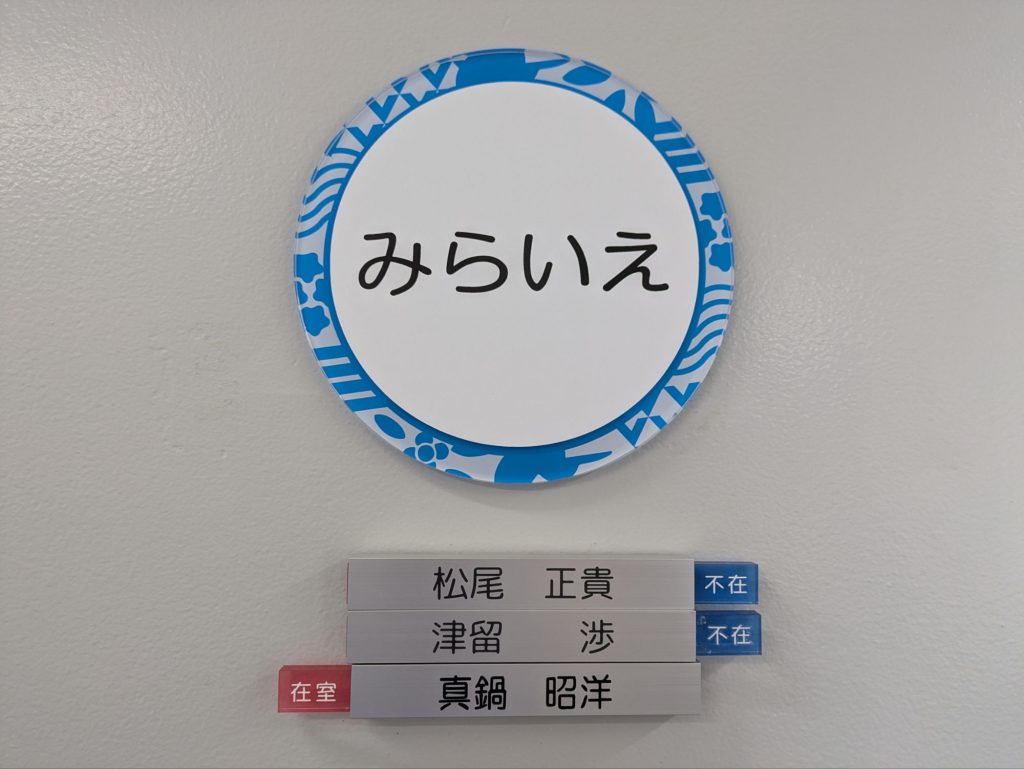 みらいえ
松尾 正貴 不在
津留 渉 不在
在室 真鍋 昭洋